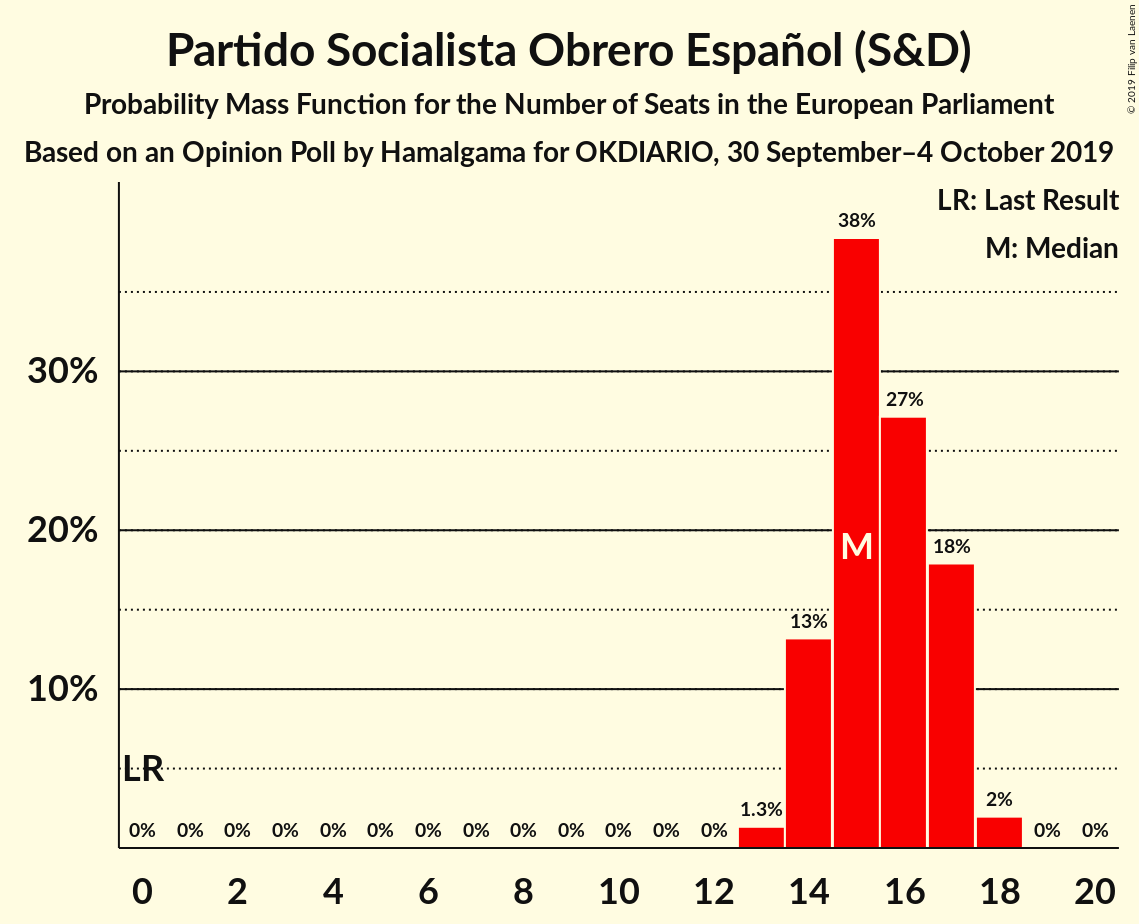 Partido Socialista Obrero Español (S&D)
Probability Mass Function for the Number of Seats in the European Parliament
Based on an Opinion Poll by Hamalgama for OKDIARIO, 30 September–4 October 2019
© 2019 Filip van Laenen
LR: Last Result
M: Median
38%
30%
27%
20%
M
18%
13%
10%
LR
1.3%
2%
0% 0% 0% 0% 0% 0% 0% 0% 0% 0% 0% 0% 0% 0% 0%
0 2 4 6 8 10 12 14 16 18 20